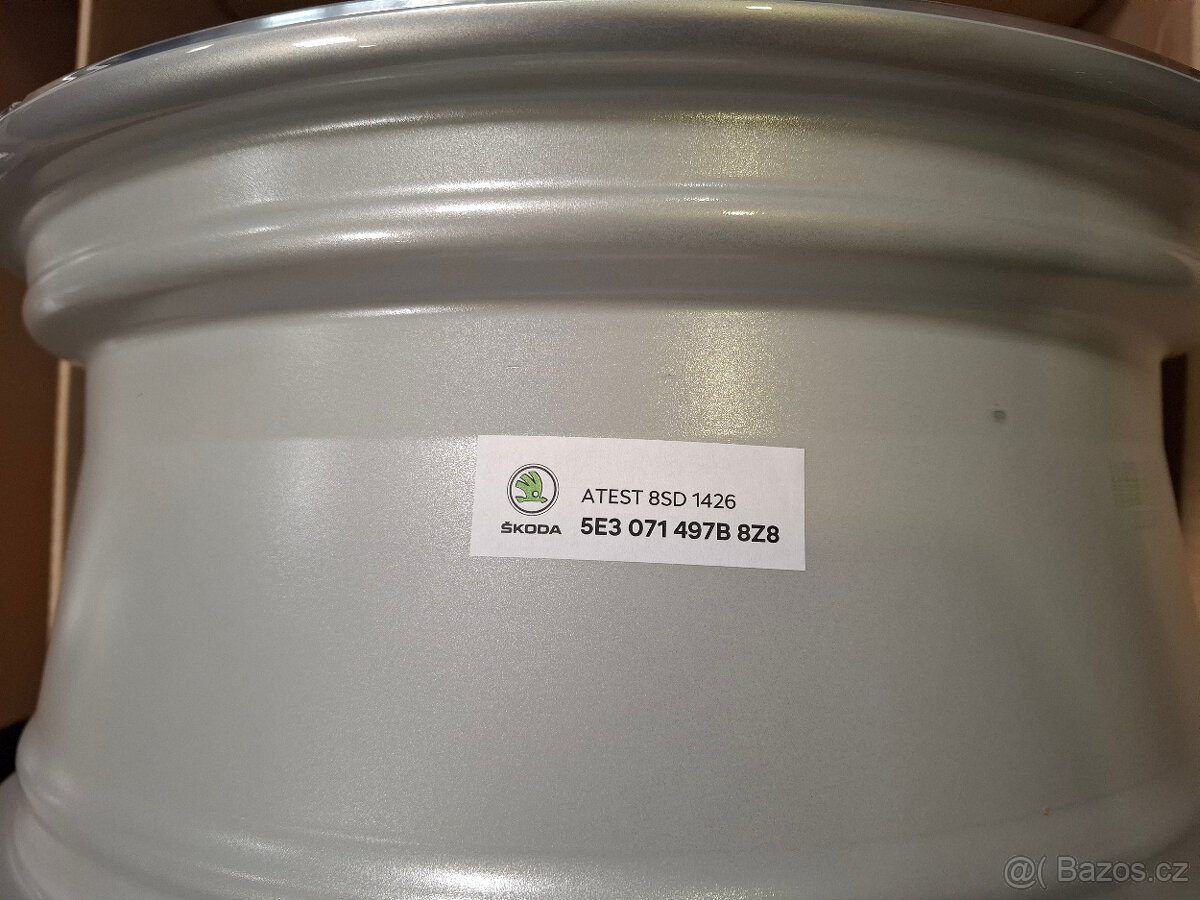 ATEST 8SD 1426
ŠKODA 5E3 071 497B 8Z8
@( Bazos.cz